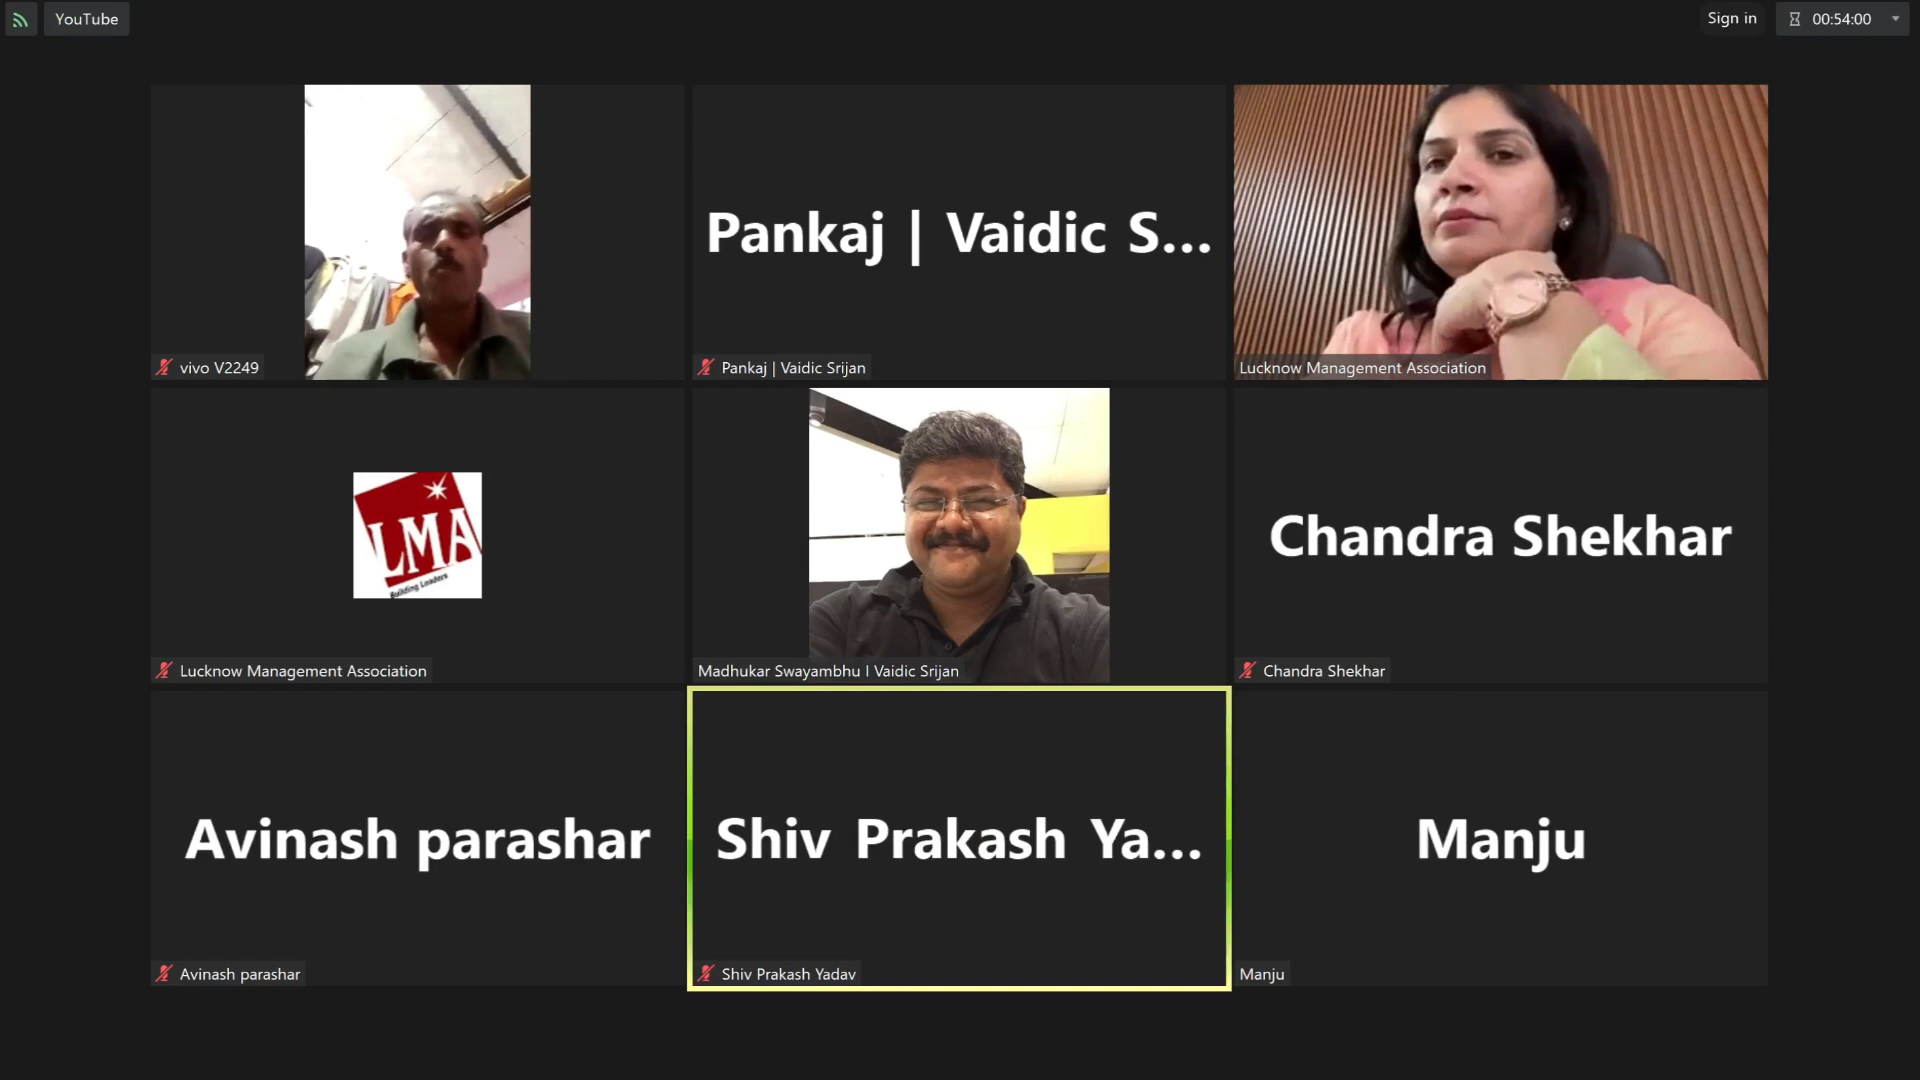 YouTube
Sign in
00:54:00
Pankaj | Vaidic S...
vivo V2249
Pankaj | Vaidic Srijan
Lucknow Management Association
LMA
Building Leaders
Chandra Shekhar
Lucknow Management Association
Madhukar Swayambhu I Vaidic Srijan
Chandra Shekhar
Avinash parashar
Shiv Prakash Ya...
Manju
Avinash parashar
Shiv Prakash Yadav
Manju